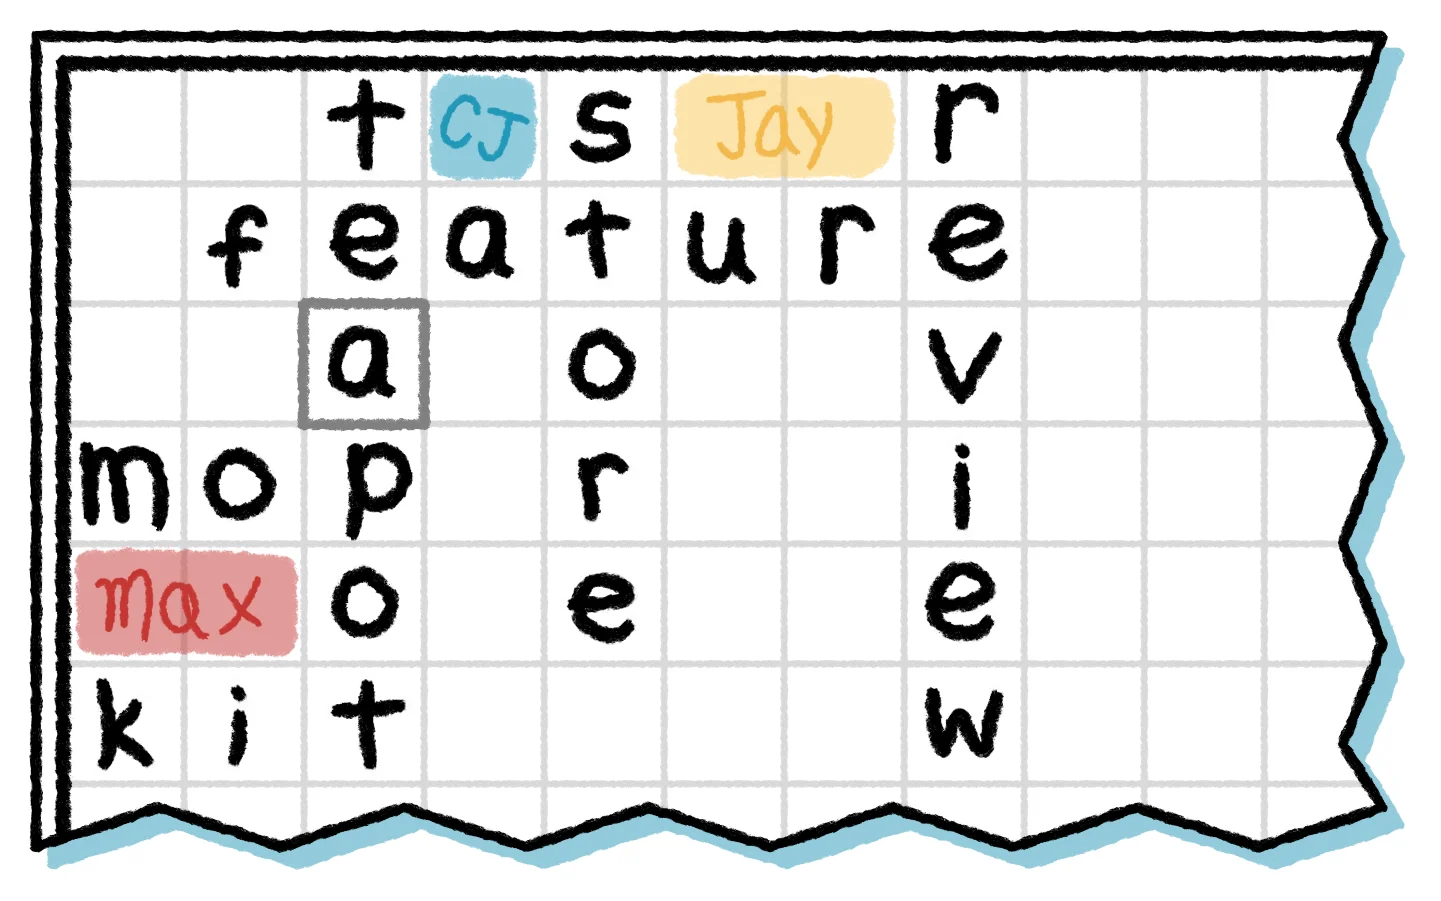 t CJ s Jay r
feature
a o v
mop r i
max o e e
kit w